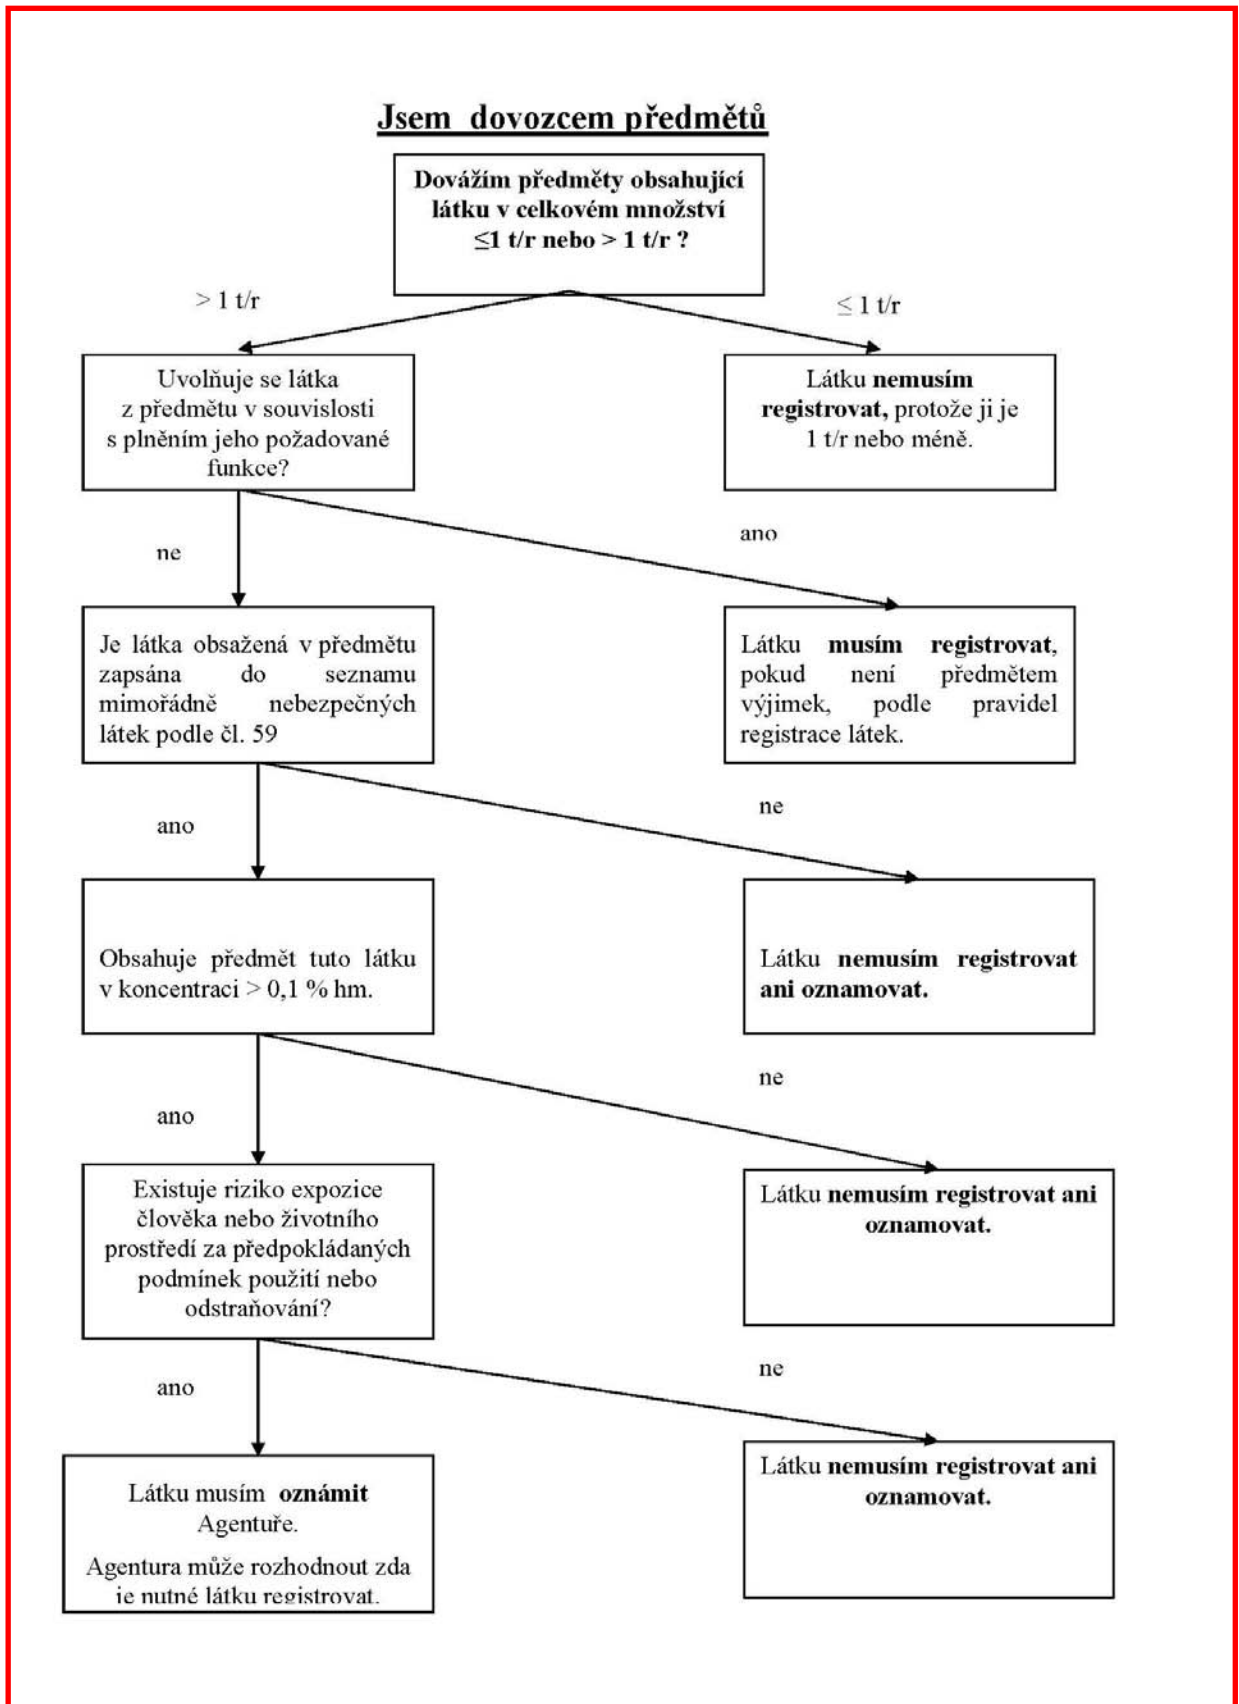 Jsem dovozcem předmětů
Dovážím předměty obsahující
látku v celkovém množství
≤1 t/r nebo > 1 t/r ?
> 1 t/r
≤ 1 t/r
Uvolňuje se látka
z předmětu v souvislosti
s plněním jeho požadované
funkce?
Látku nemusím
registrovat, protože ji je
1 t/r nebo méně.
ne
ano
Je látka obsažená v předmětu
zapsána do seznamu
mimořádně nebezpečných
látek podle čl. 59
Látku musím registrovat,
pokud není předmětem
výjimek, podle pravidel
registrace látek.
ano
ne
Obsahuje předmět tuto látku
v koncentraci > 0,1 % hm.
Látku nemusím registrovat
ani oznamovat.
ano
ne
Existuje riziko expozice
člověka nebo životního
prostředí za předpokládaných
podmínek použití nebo
odstraňování?
Látku nemusím registrovat ani
oznamovat.
ano
ne
Látku musím oznámit
Agentuře.
Agentura může rozhodnout zda
je nutné látku registrovat.
Látku nemusím registrovat ani
oznamovat.